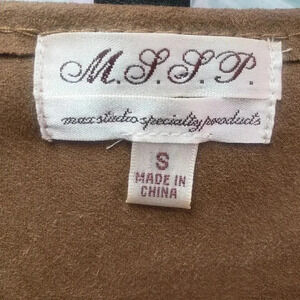 M.S.S.P.
max studio specialty products
S
MADE IN
CHINA